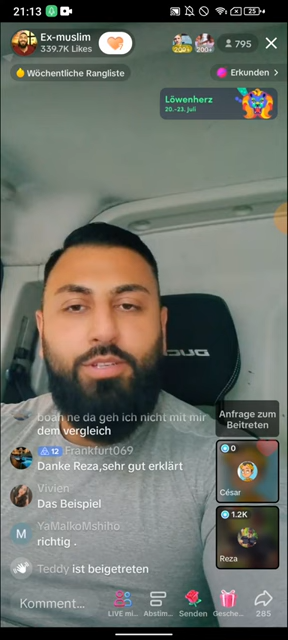 21:13
25
Ex-muslim
339.7K Likes
200+
200+
795
Wöchentliche Rangliste
Erkunden >
Löwenherz
20.-23. Juli
boah ne da geh ich nicht mit mir
dem vergleich
12 Frankfurt069
Danke Reza,sehr gut erklärt
Vivien
Das Beispiel
M
YaMalkoMshiho
richtig .
Teddy ist beigetreten
Anfrage zum
Beitreten
0
César
1.2K
Reza
Komment...
LIVE mi...
Abstim...
Senden
Gesche...
285